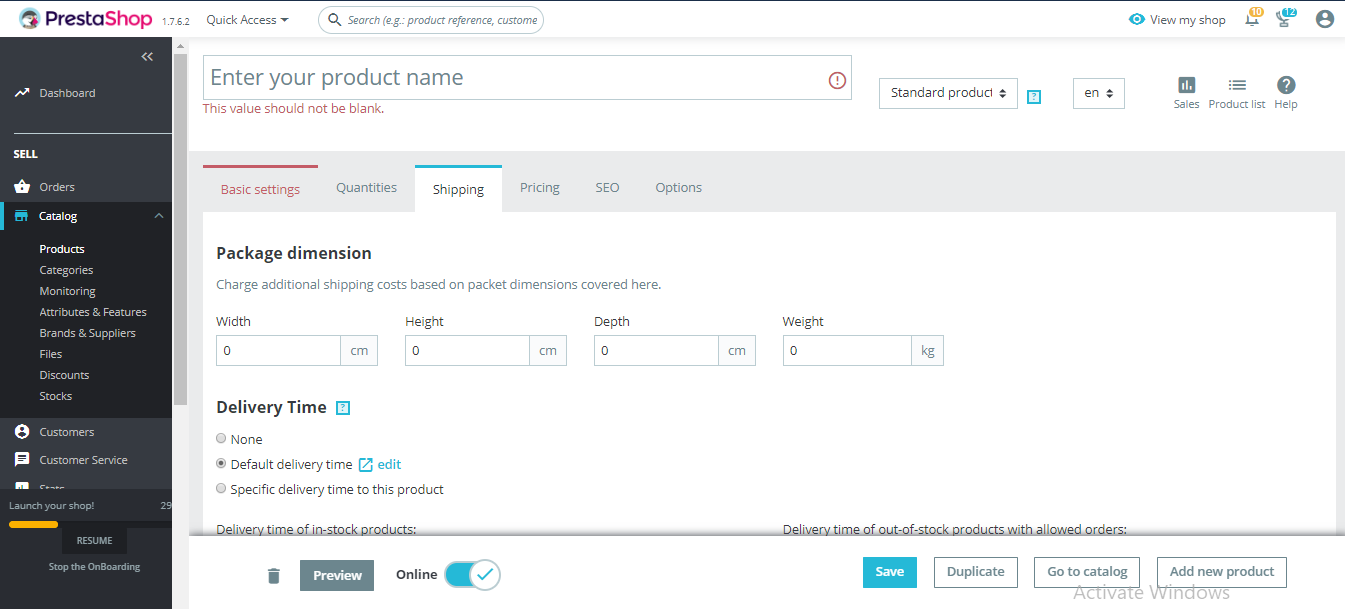 PrestaShop 1.7.6.2 Quick Access Search (e.g.: product reference, custome View my shop 10 12
Dashboard
SELL
Orders
Catalog
Products
Categories
Monitoring
Attributes & Features
Brands & Suppliers
Files
Discounts
Stocks
Customers
Customer Service
Stats
Launch your shop! 29
RESUME
Stop the OnBoarding
Enter your product name
This value should not be blank.
Standard product ? en
Sales Product list Help
Basic settings Quantities Shipping Pricing SEO Options
Package dimension
Charge additional shipping costs based on packet dimensions covered here.
Width Height Depth Weight
0 cm 0 cm 0 cm 0 kg
Delivery Time ?
None
Default delivery time edit
Specific delivery time to this product
Delivery time of in-stock products: Delivery time of out-of-stock products with allowed orders:
Preview Online Save Duplicate Go to catalog Add new product
Activate Windows